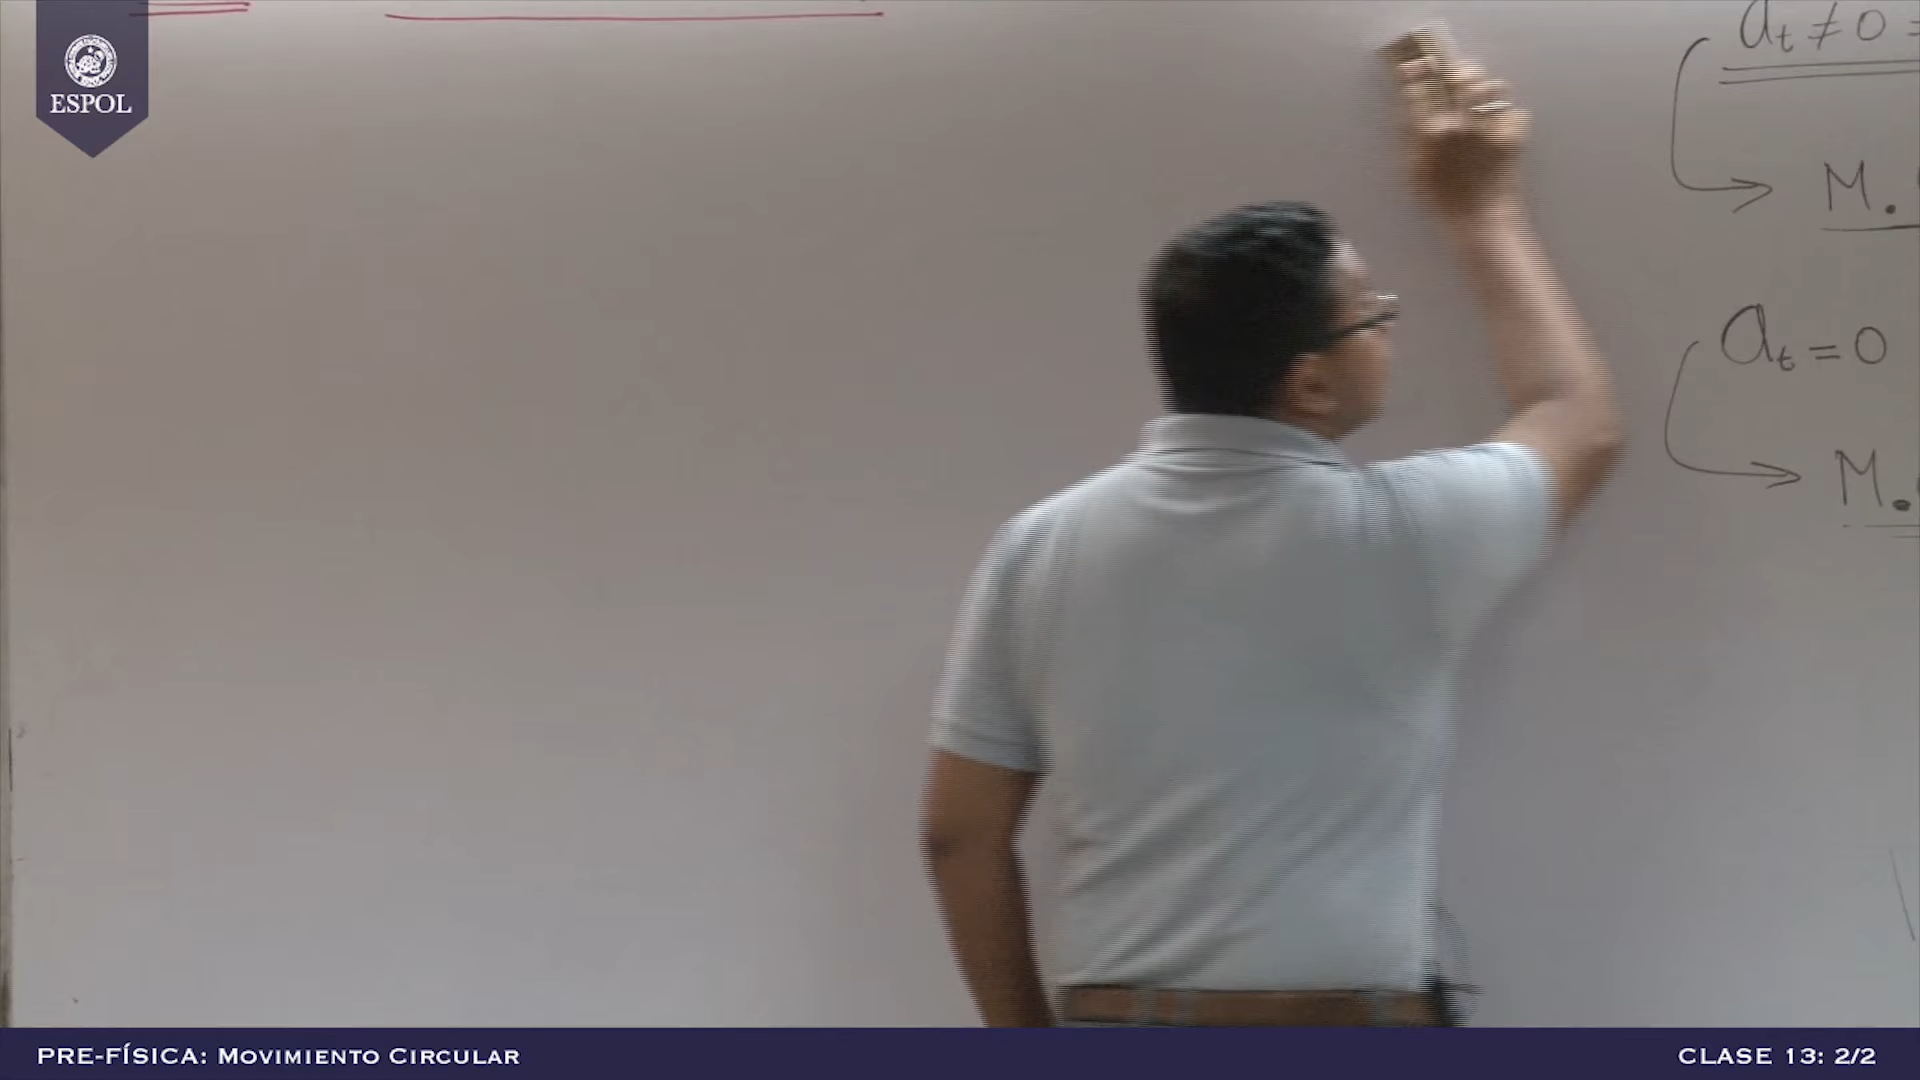 ESPOL
at ≠ 0 =
M.
at = 0
M.
PRE-FÍSICA: MOVIMIENTO CIRCULAR
CLASE 13: 2/2